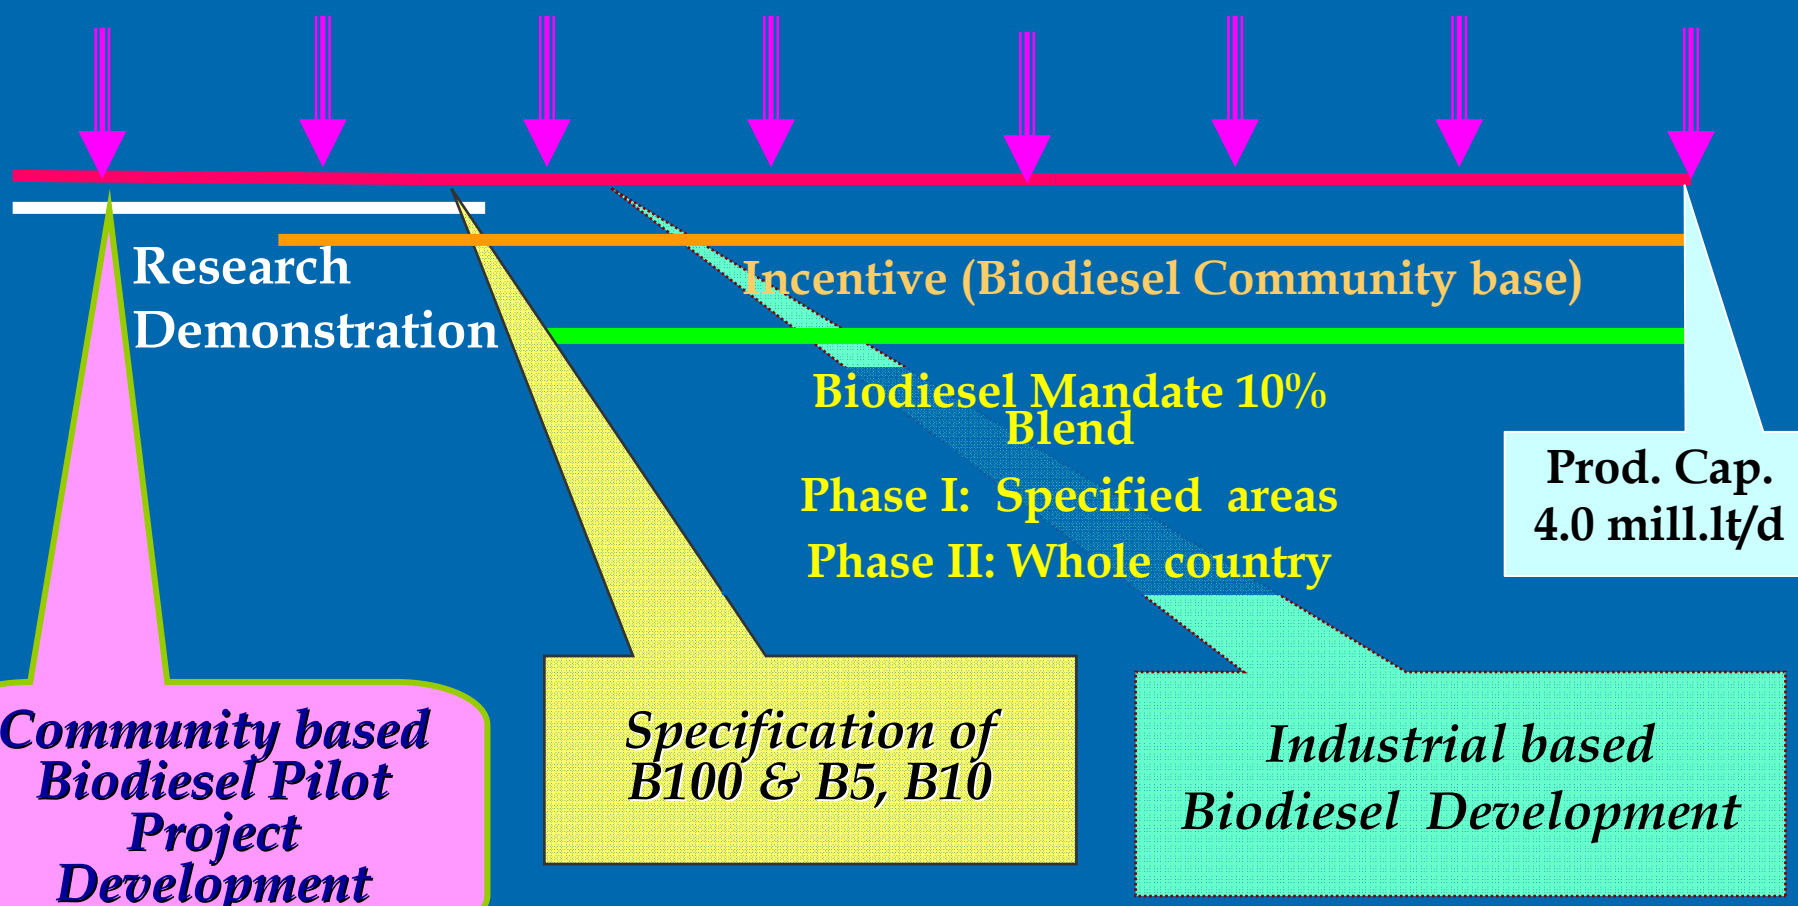 Research
Demonstration
Incentive (Biodiesel Community base)
Biodiesel Mandate 10%
Blend
Phase I:  Specified  areas
Phase II: Whole country
Prod. Cap.
4.0 mill.lt/d
Community based
Biodiesel Pilot
Project
Development
Specification of
B100 & B5, B10
Industrial based
Biodiesel  Development